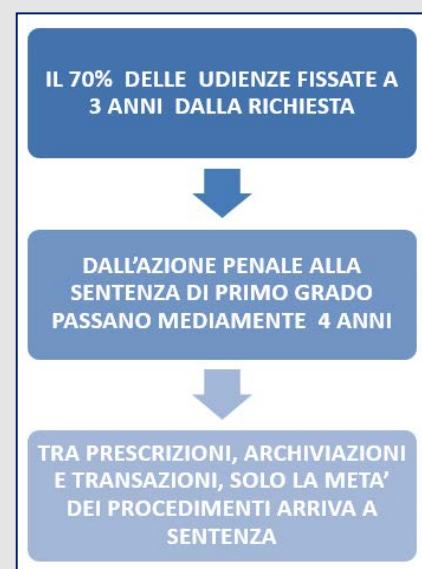 IL 70% DELLE UDIENZE FISSATE A
3 ANNI DALLA RICHIESTA
DALL'AZIONE PENALE ALLA
SENTENZA DI PRIMO GRADO
PASSANO MEDIAMENTE 4 ANNI
TRA PRESCRIZIONI, ARCHIVIAZIONI
E TRANSAZIONI, SOLO LA META'
DEI PROCEDIMENTI ARRIVA A
SENTENZA